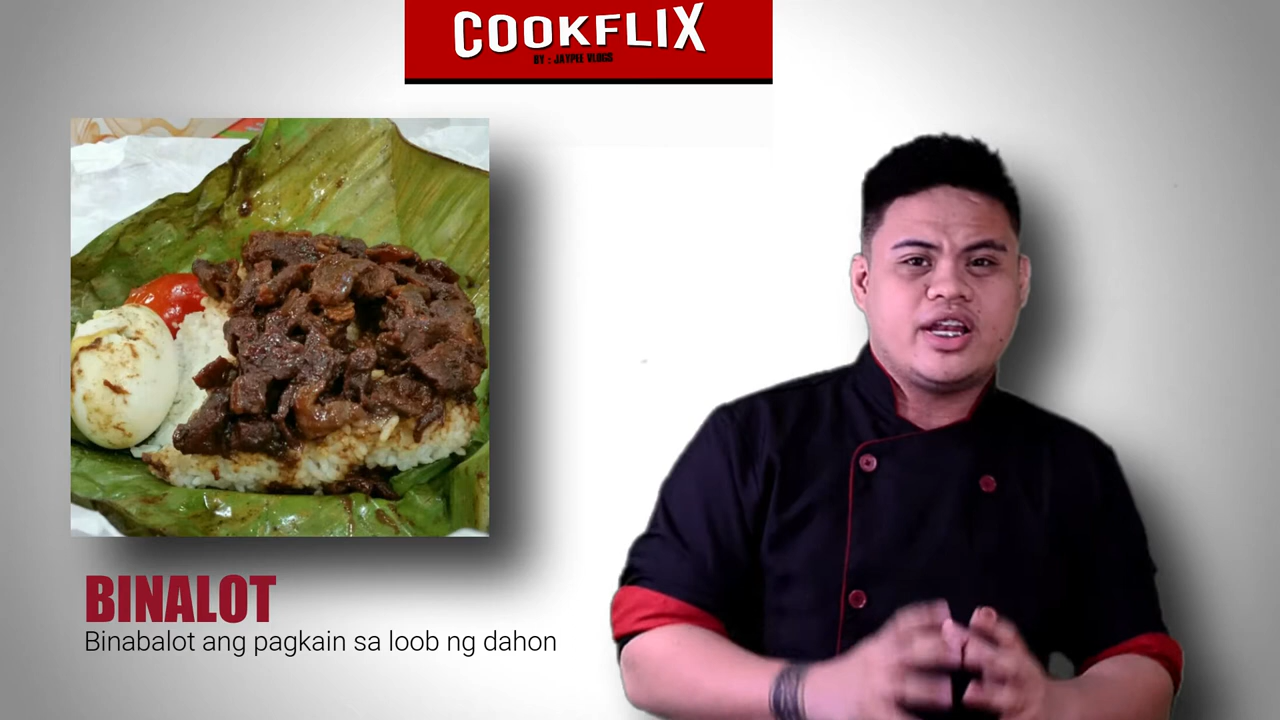 COOKFLIX
BY : JAYPEE VLOGS
BINALOT
Binabalot ang pagkain sa loob ng dahon